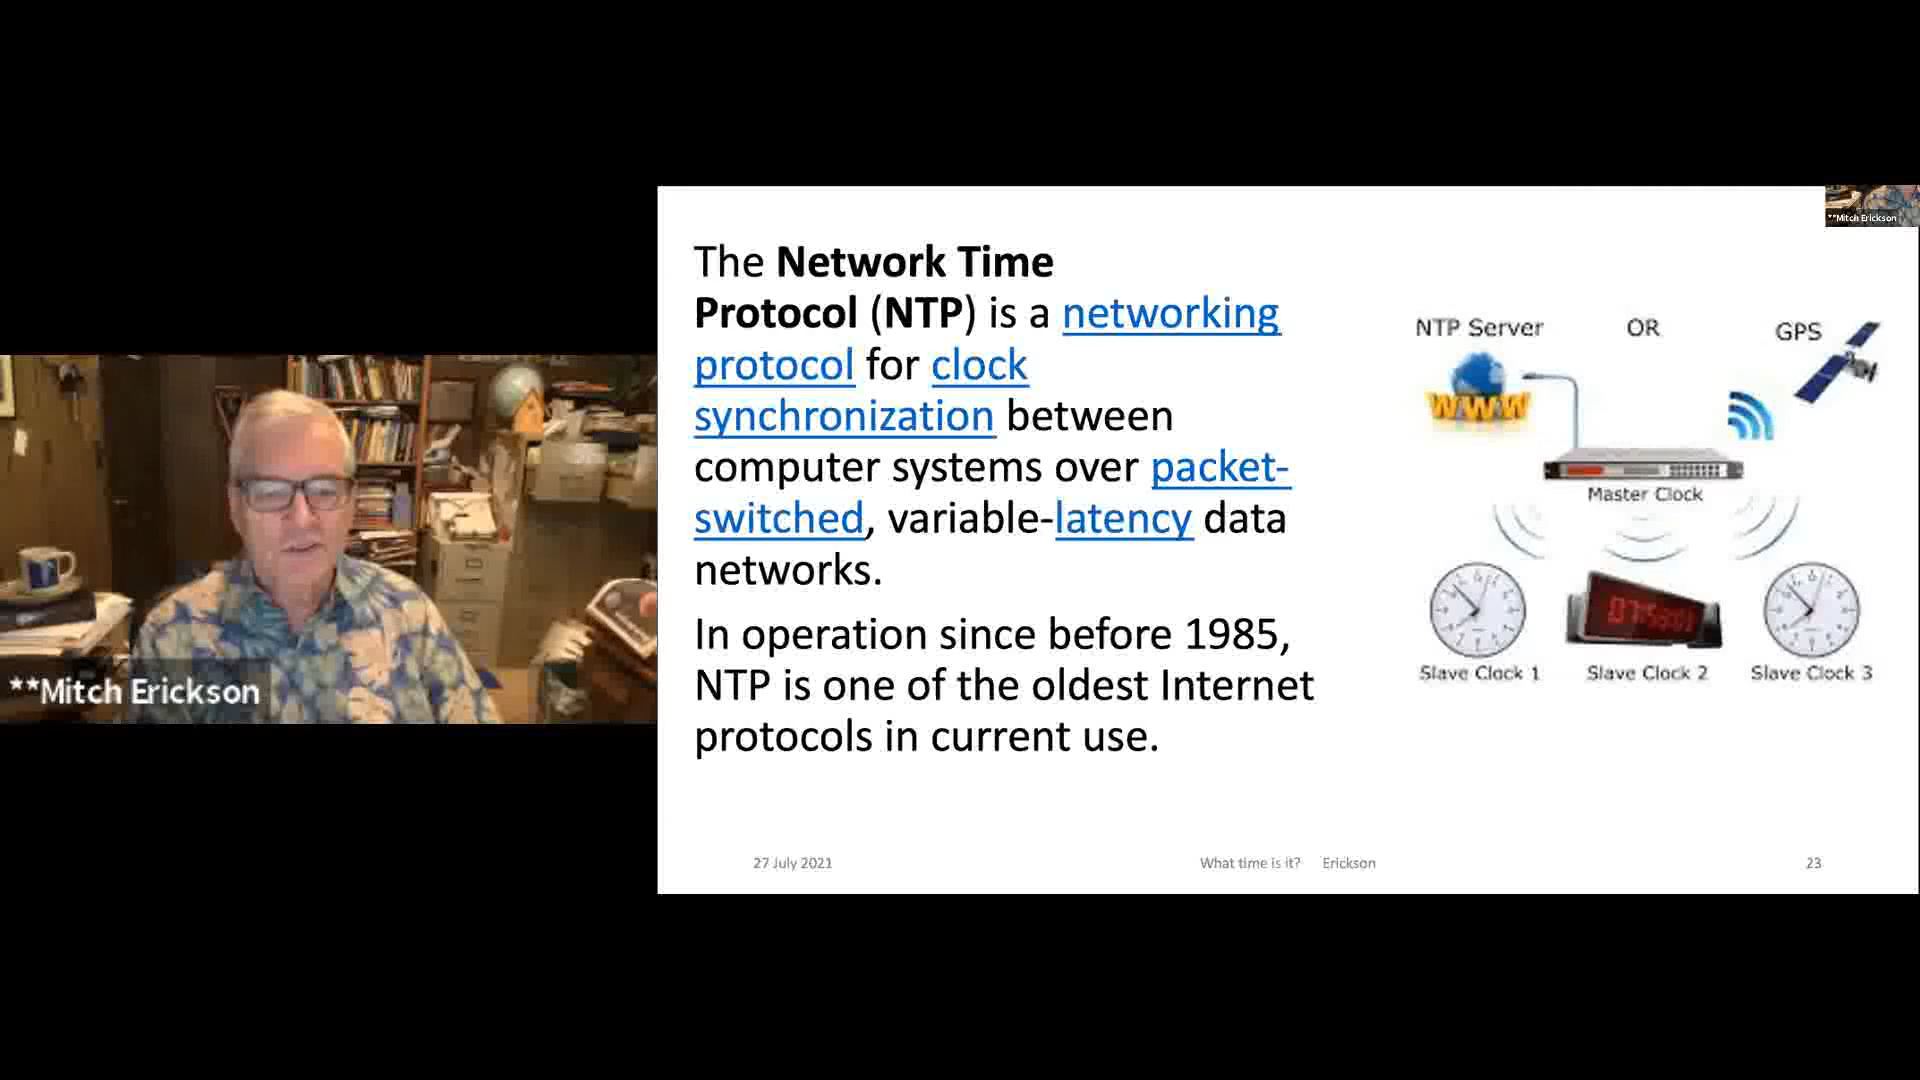 **Mitch Erickson
The Network Time
Protocol (NTP) is a networking
protocol for clock
synchronization between
computer systems over packet-
switched, variable-latency data
networks.
In operation since before 1985,
NTP is one of the oldest Internet
protocols in current use.
**Mitch Erickson
NTP Server OR GPS
WWW
Master Clock
Slave Clock 1 Slave Clock 2 Slave Clock 3
27 July 2021 What time is it? Erickson 23